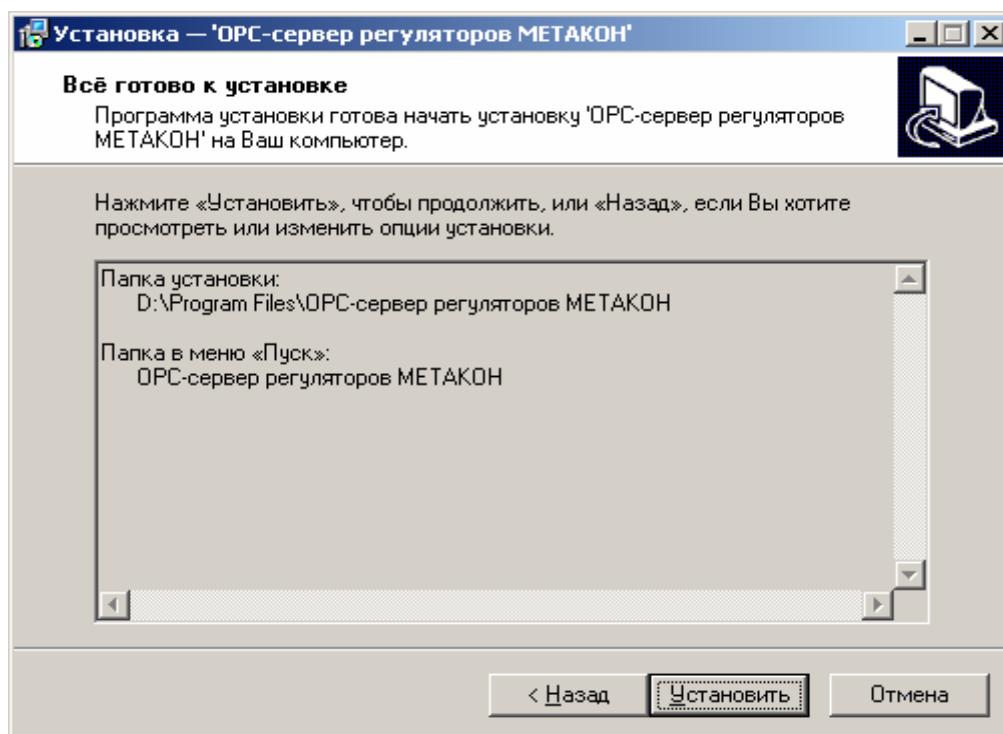 Установка — 'OPC-сервер регуляторов МЕТАКОН'
Всё готово к установке
Программа установки готова начать установку 'OPC-сервер регуляторов
МЕТАКОН' на Ваш компьютер.
Нажмите «Установить», чтобы продолжить, или «Назад», если Вы хотите
просмотреть или изменить опции установки.
Папка установки:
D:\Program Files\OPC-сервер регуляторов МЕТАКОН
Папка в меню «Пуск»:
OPC-сервер регуляторов МЕТАКОН
< Назад
Установить
Отмена